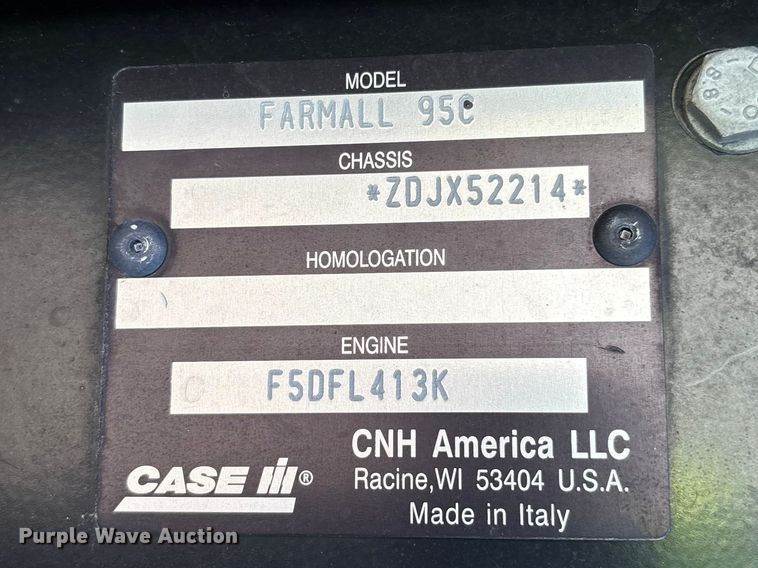 MODEL
FARMALL 95C
CHASSIS
*ZDJX52214*
HOMOLOGATION
ENGINE
F5DFL413K
CNH America LLC
CASE III® Racine,WI 53404 U.S.A.
Made in Italy
Purple Wave Auction